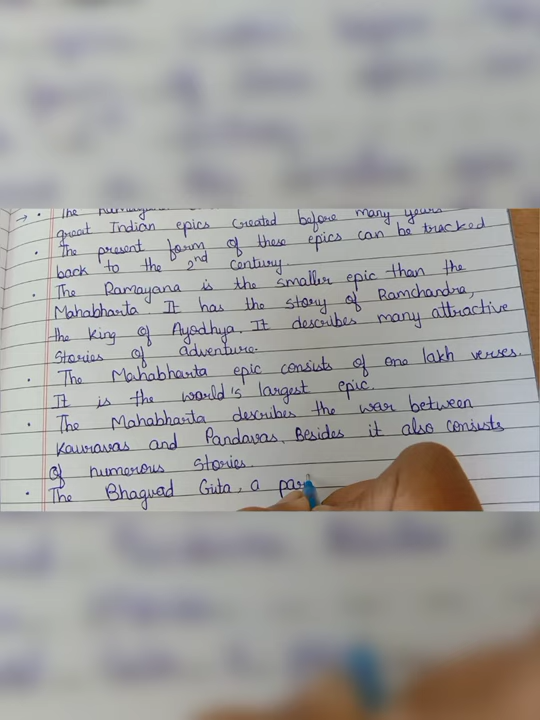 → • The
great Indian epics created before many years
• The present form of these epics can be tracked
back to the 2nd century.
• The Ramayana is the smaller epic than the
Mahabharta. It has the story of Ramchandra,
the king of Ayodhya. It describes many attractive
stories of adventure.
• The Mahabharta epic consists of one lakh verses.
It is the world's largest epic.
• The Mahabharta describes the war between
Kauravas and Pandavas. Besides it also consists
of numerous stories.
• The Bhagvad Gita, a par